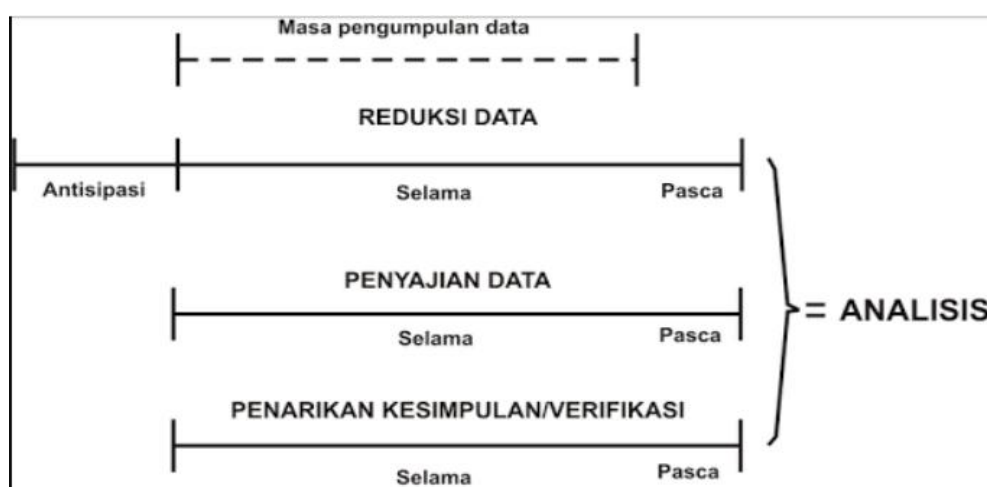 Masa pengumpulan data
REDUKSI DATA
Antisipasi Selama Pasca
PENYAJIAN DATA
= ANALISIS
Selama Pasca
PENARIKAN KESIMPULAN/VERIFIKASI
Selama Pasca